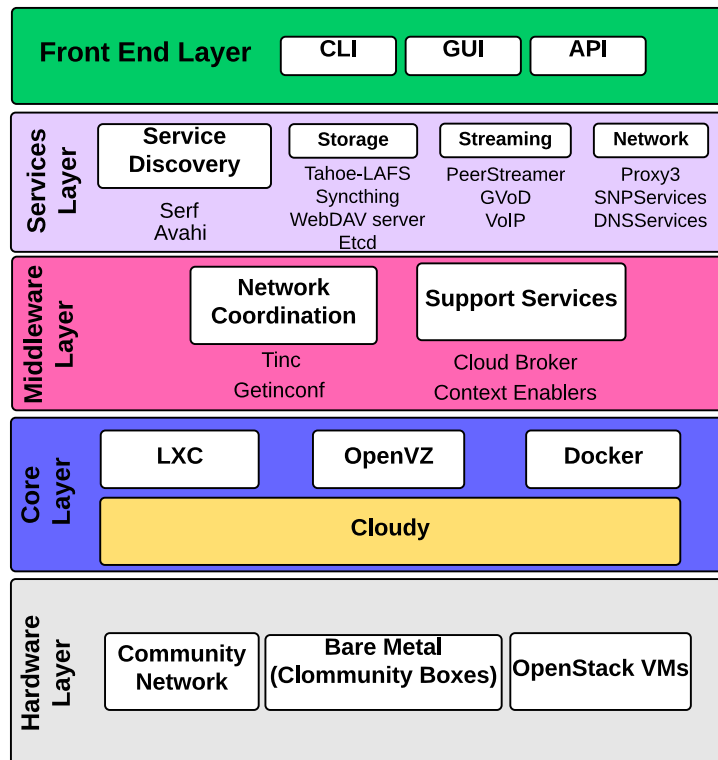 Front End Layer
CLI
GUI
API
Services
Layer
Service
Discovery
Serf
Avahi
Storage
Tahoe-LAFS
Syncthing
WebDAV server
Etcd
Streaming
PeerStreamer
GVoD
VoIP
Network
Proxy3
SNPServices
DNSServices
Middleware
Layer
Network
Coordination
Tinc
Getinconf
Support Services
Cloud Broker
Context Enablers
Core
Layer
LXC
OpenVZ
Docker
Cloudy
Hardware
Layer
Community
Network
Bare Metal
(Clommunity Boxes)
OpenStack VMs